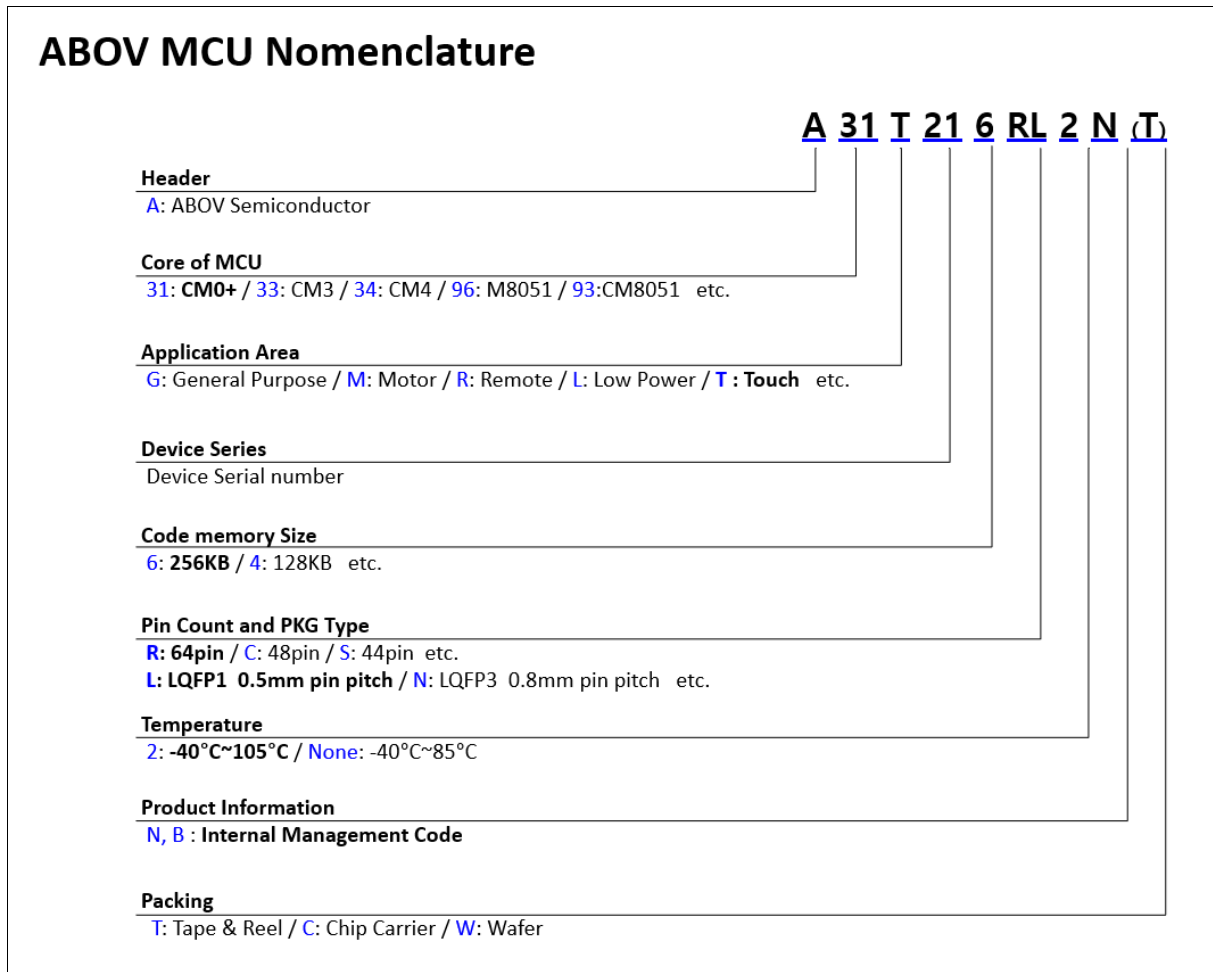 ABOV MCU Nomenclature
A 31 T 21 6 RL 2 N (T)
Header
A: ABOV Semiconductor
Core of MCU
31: CM0+ / 33: CM3 / 34: CM4 / 96: M8051 / 93:CM8051 etc.
Application Area
G: General Purpose / M: Motor / R: Remote / L: Low Power / T : Touch etc.
Device Series
Device Serial number
Code memory Size
6: 256KB / 4: 128KB etc.
Pin Count and PKG Type
R: 64pin / C: 48pin / S: 44pin etc.
L: LQFP1 0.5mm pin pitch / N: LQFP3 0.8mm pin pitch etc.
Temperature
2: -40°C~105°C / None: -40°C~85°C
Product Information
N, B : Internal Management Code
Packing
T: Tape & Reel / C: Chip Carrier / W: Wafer